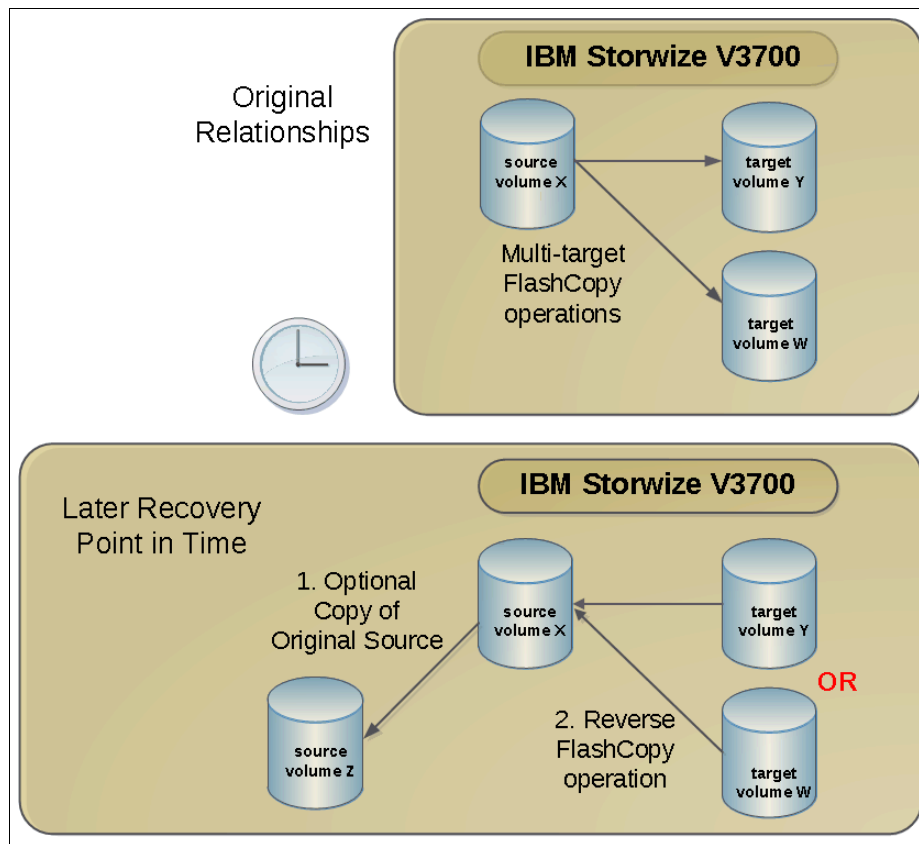 IBM Storwize V3700
Original
Relationships
source
volume X
target
volume Y
Multi-target
FlashCopy
operations
target
volume W
IBM Storwize V3700
Later Recovery
Point in Time
1. Optional
Copy of
Original Source
source
volume X
target
volume Y
OR
source
volume Z
2. Reverse
FlashCopy
operation
target
volume W